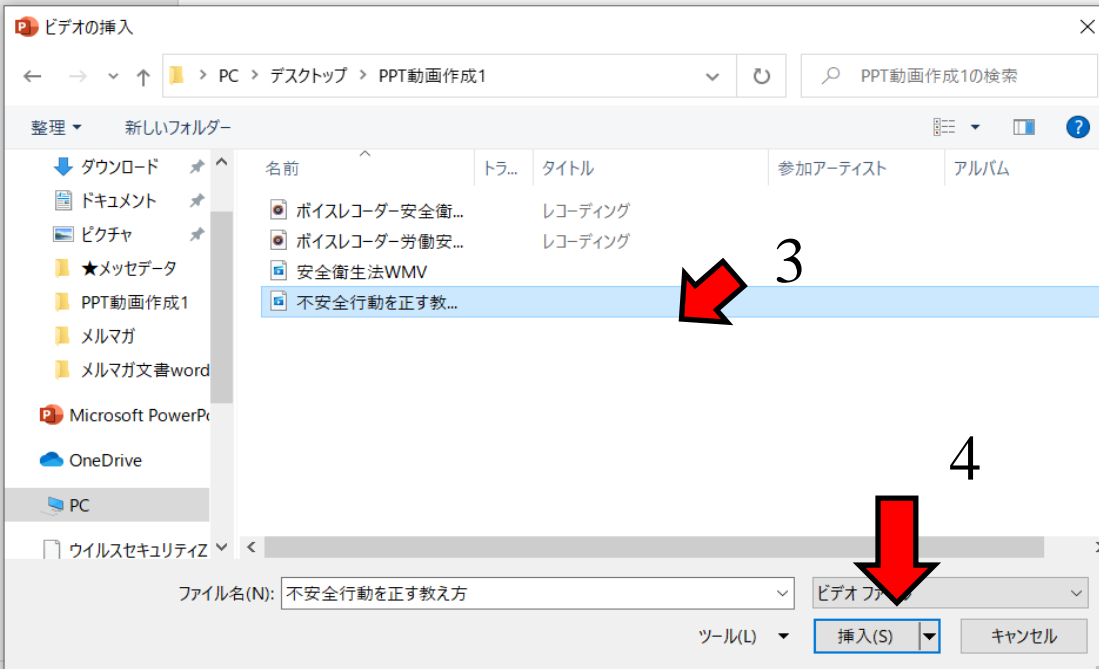 ビデオの挿入
PC > デスクトップ > PPT動画作成1
PPT動画作成1の検索
整理 新しいフォルダー
ダウンロード
ドキュメント
ピクチャ
★メッセデータ
PPT動画作成1
メルマガ
メルマガ文書word
Microsoft PowerPo
OneDrive
PC
ウイルスセキュリティZ
名前 トラ... タイトル 参加アーティスト アルバム
ボイスレコーダー安全衛... レコーディング
ボイスレコーダー労働安... レコーディング
安全衛生法WMV
不安全行動を正す教...
3
4
ファイル名(N): 不安全行動を正す教え方
ビデオ
ツール(L) 挿入(S) キャンセル